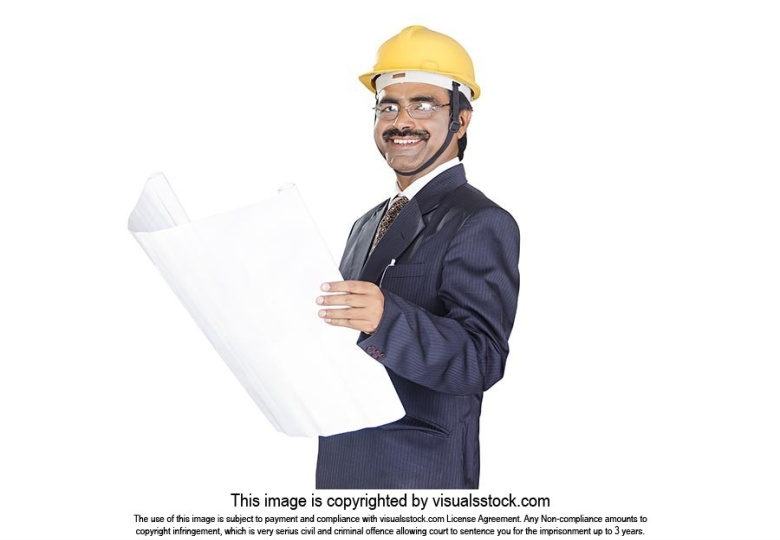 This image is copyrighted by visualsstock.com
The use of this image is subject to payment and compliance with visualsstock.com License Agreement. Any Non-compliance amounts to
copyright infringement, which is very serius civil and criminal offence allowing court to sentence you for the imprisonment up to 3 years.